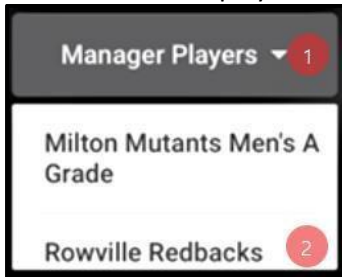 Manager Players 1
Milton Mutants Men's A
Grade
Rowville Redbacks 2